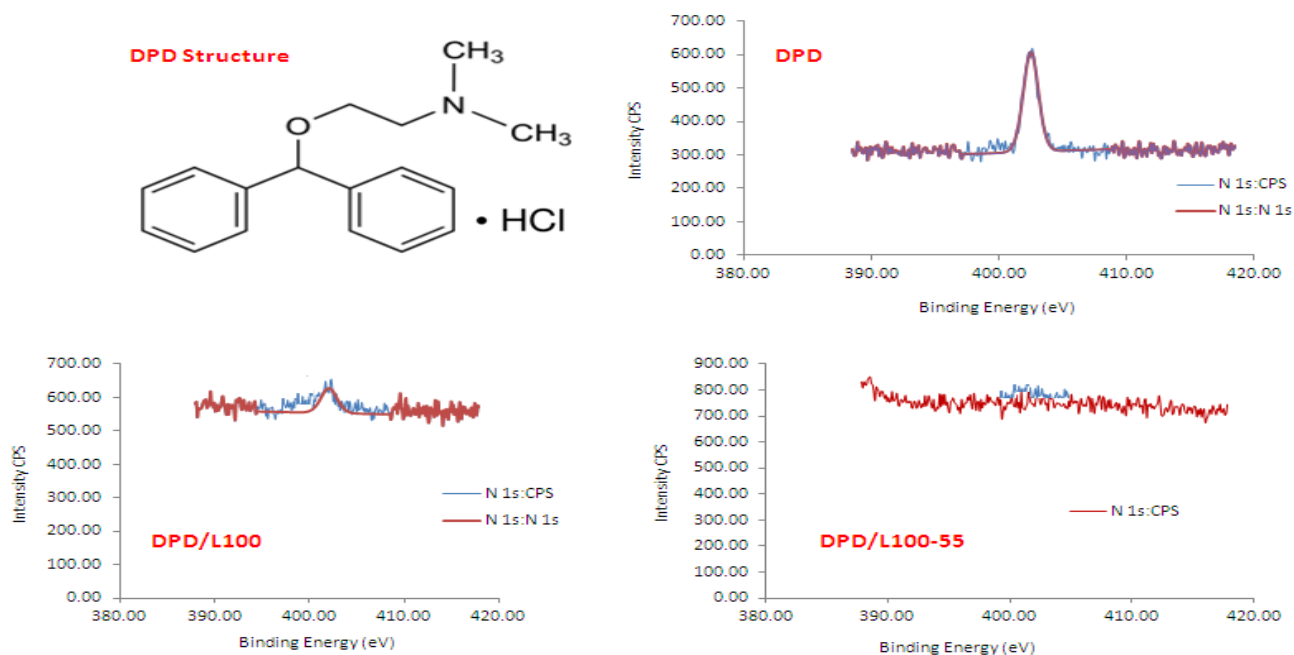 DPD Structure
CH₃
N
CH₃
O
• HCl
DPD
700.00
600.00
500.00
400.00
300.00
200.00
100.00
0.00
Intensity CPS
N 1s:CPS
N 1s:N 1s
380.00 390.00 400.00 410.00 420.00
Binding Energy (eV)
700.00
600.00
500.00
400.00
300.00
200.00
100.00
0.00
Intensity CPS
N 1s:CPS
N 1s:N 1s
DPD/L100
380.00 390.00 400.00 410.00 420.00
Binding Energy (eV)
900.00
800.00
700.00
600.00
500.00
400.00
300.00
200.00
100.00
0.00
Intensity CPS
N 1s:CPS
DPD/L100-55
380.00 390.00 400.00 410.00 420.00
Binding Energy (eV)